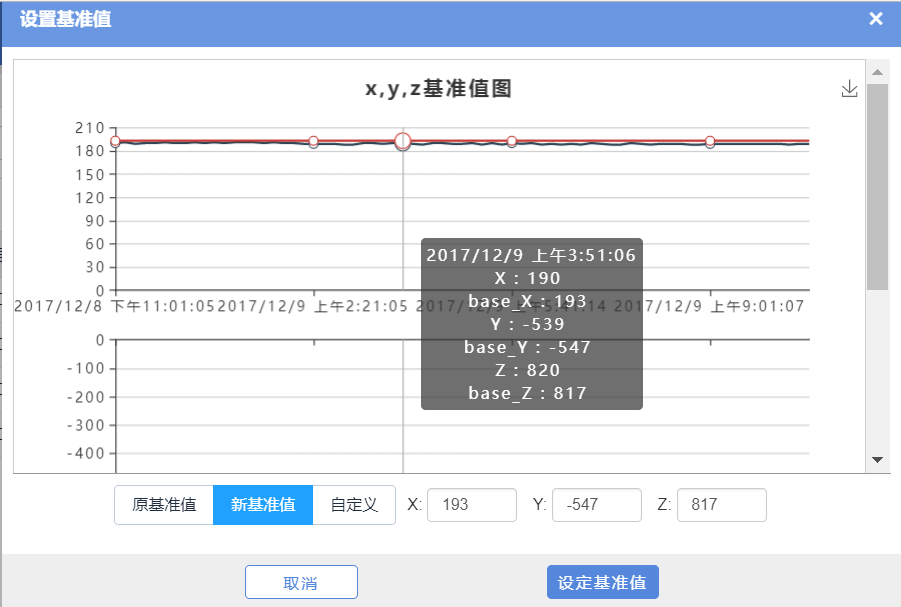 设置基准值 ×
x,y,z基准值图
210
180
150
120
90
60
30
0
2017/12/8 下午11:01:05 2017/12/9 上午2:21:05 2017/12/9 上午5:41:14 2017/12/9 上午9:01:07
2017/12/9 上午3:51:06
X : 190
base_X : 193
Y : -539
base_Y : -547
Z : 820
base_Z : 817
0
-100
-200
-300
-400
原基准值 新基准值 自定义 X: 193 Y: -547 Z: 817
取消 设定基准值